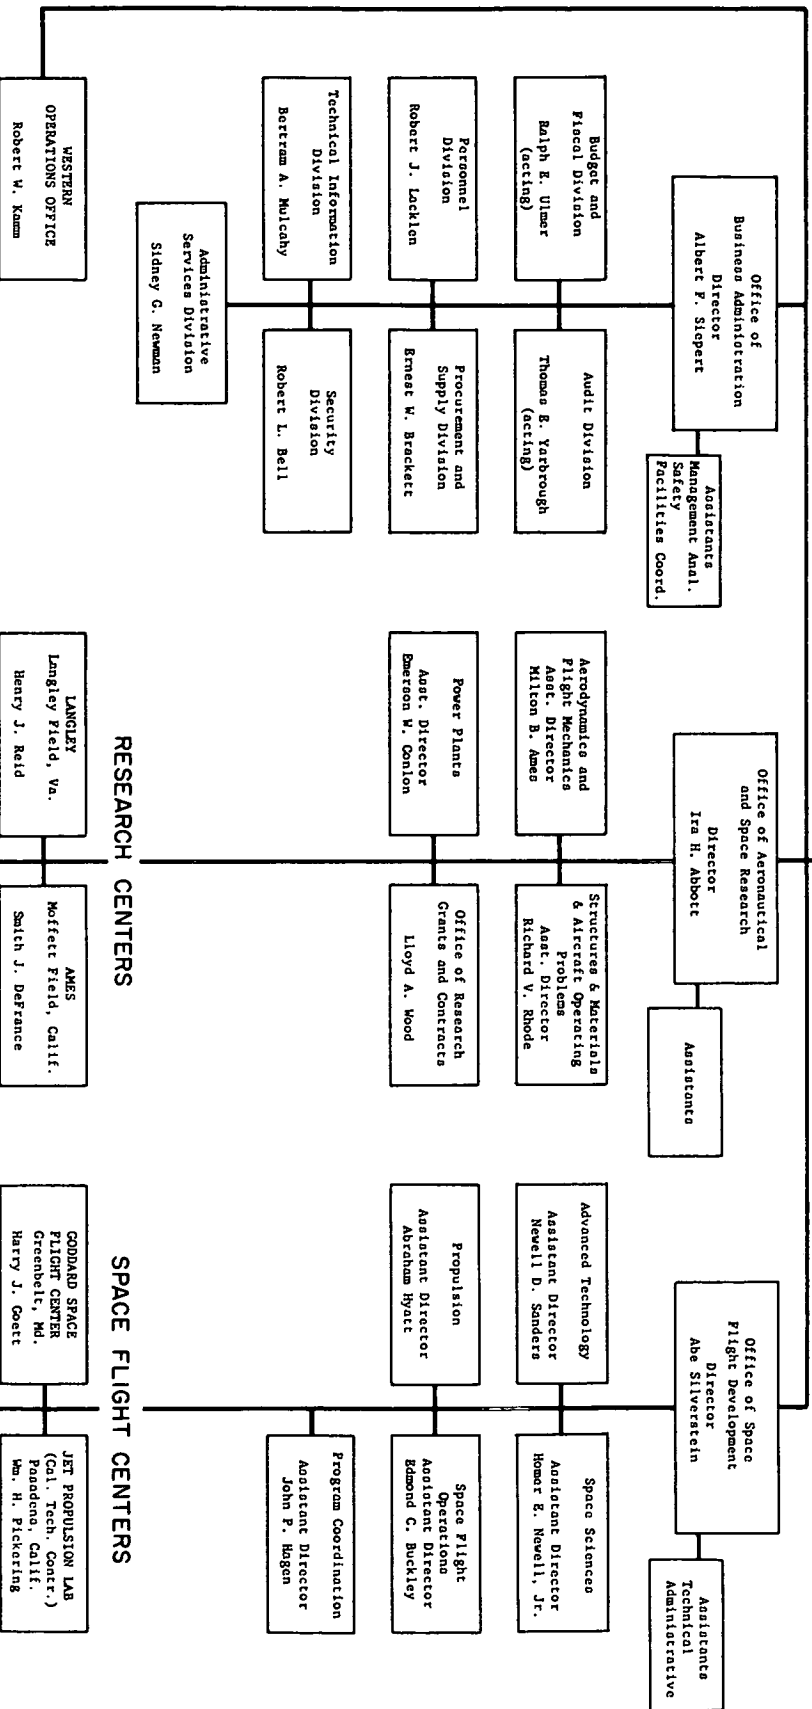 Office of
Business Administration
Director
Albert F. Siepert
Assistants
Management Anal.
Safety
Facilities Coord.
Budget and
Fiscal Division
Ralph E. Ulmer
(acting)
Audit Division
Thomas E. Yarbrough
(acting)
Personnel
Division
Robert J. Lacklen
Procurement and
Supply Division
Ernest W. Brackett
Technical Information
Division
Bertram A. Mulcahy
Security
Division
Robert L. Bell
Administrative
Services Division
Sidney G. Newman
WESTERN
OPERATIONS OFFICE
Robert W. Kamm
Office of Aeronautical
and Space Research
Director
Ira H. Abbott
Assistants
Aerodynamics and
Flight Mechanics
Asst. Director
Milton B. Ames
Structures & Materials
& Aircraft Operating
Problems
Asst. Director
Richard V. Rhode
Power Plants
Asst. Director
Emerson W. Conlon
Office of Research
Grants and Contracts
Lloyd A. Wood
RESEARCH CENTERS
LANGLEY
Langley Field, Va.
Henry J. Reid
AMES
Moffett Field, Calif.
Smith J. DeFrance
Office of Space
Flight Development
Director
Abe Silverstein
Assistants
Technical
Administrative
Advanced Technology
Assistant Director
Newell D. Sanders
Space Sciences
Assistant Director
Homer E. Newell, Jr.
Propulsion
Assistant Director
Abraham Hyatt
Space Flight
Operations
Assistant Director
Edmond C. Buckley
Program Coordination
Assistant Director
John P. Hagen
SPACE FLIGHT CENTERS
GODDARD SPACE
FLIGHT CENTER
Greenbelt, Md.
Harry J. Goett
JET PROPULSION LAB
(Cal. Tech. Contr.)
Pasadena, Calif.
Wm. H. Pickering